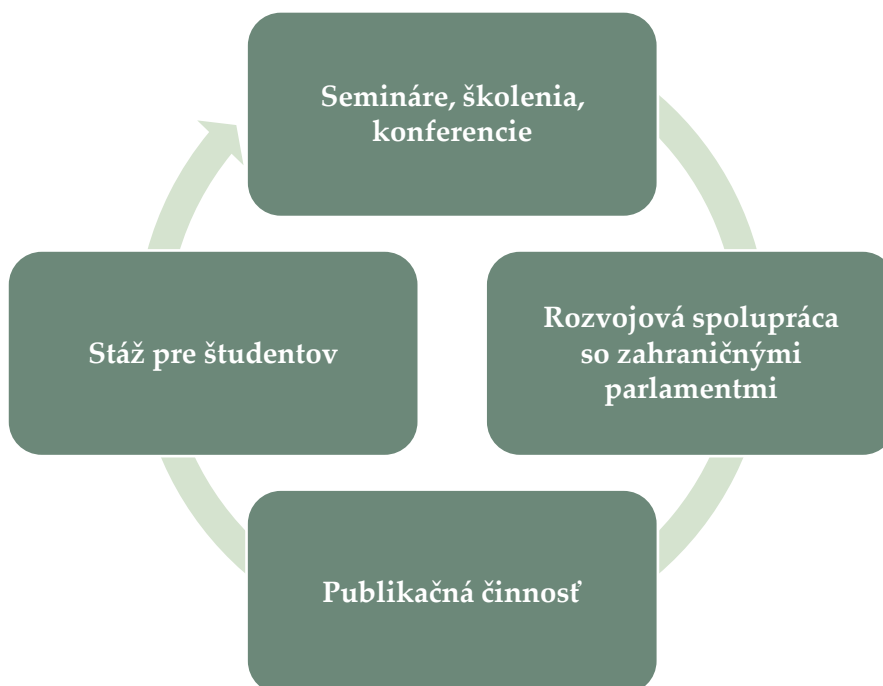 Semináre, školenia,
konferencie
Rozvojová spolupráca
so zahraničnými
parlamentmi
Publikačná činnosť
Stáž pre študentov